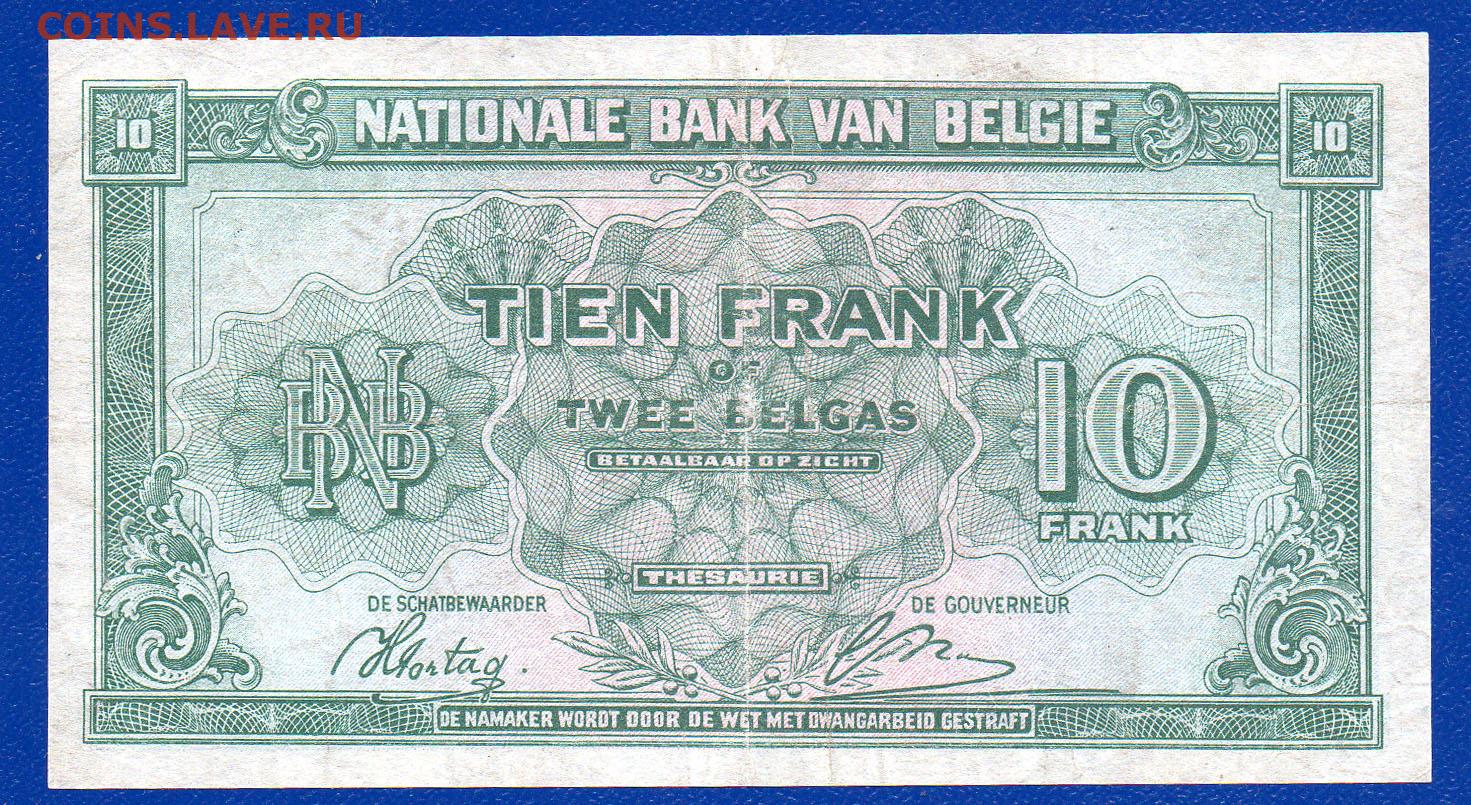 COINS.LAVE.RU
10 NATIONALE BANK VAN BELGIE 10
TIEN FRANK
OF
TWEE BELGAS
BETAALBAAR OP ZICHT
BNB 10
FRANK
THESAURIE
DE SCHATBEWAARDER DE GOUVERNEUR
DE NAMAKER WORDT DOOR DE WET MET DWANGARBEID GESTRAFT